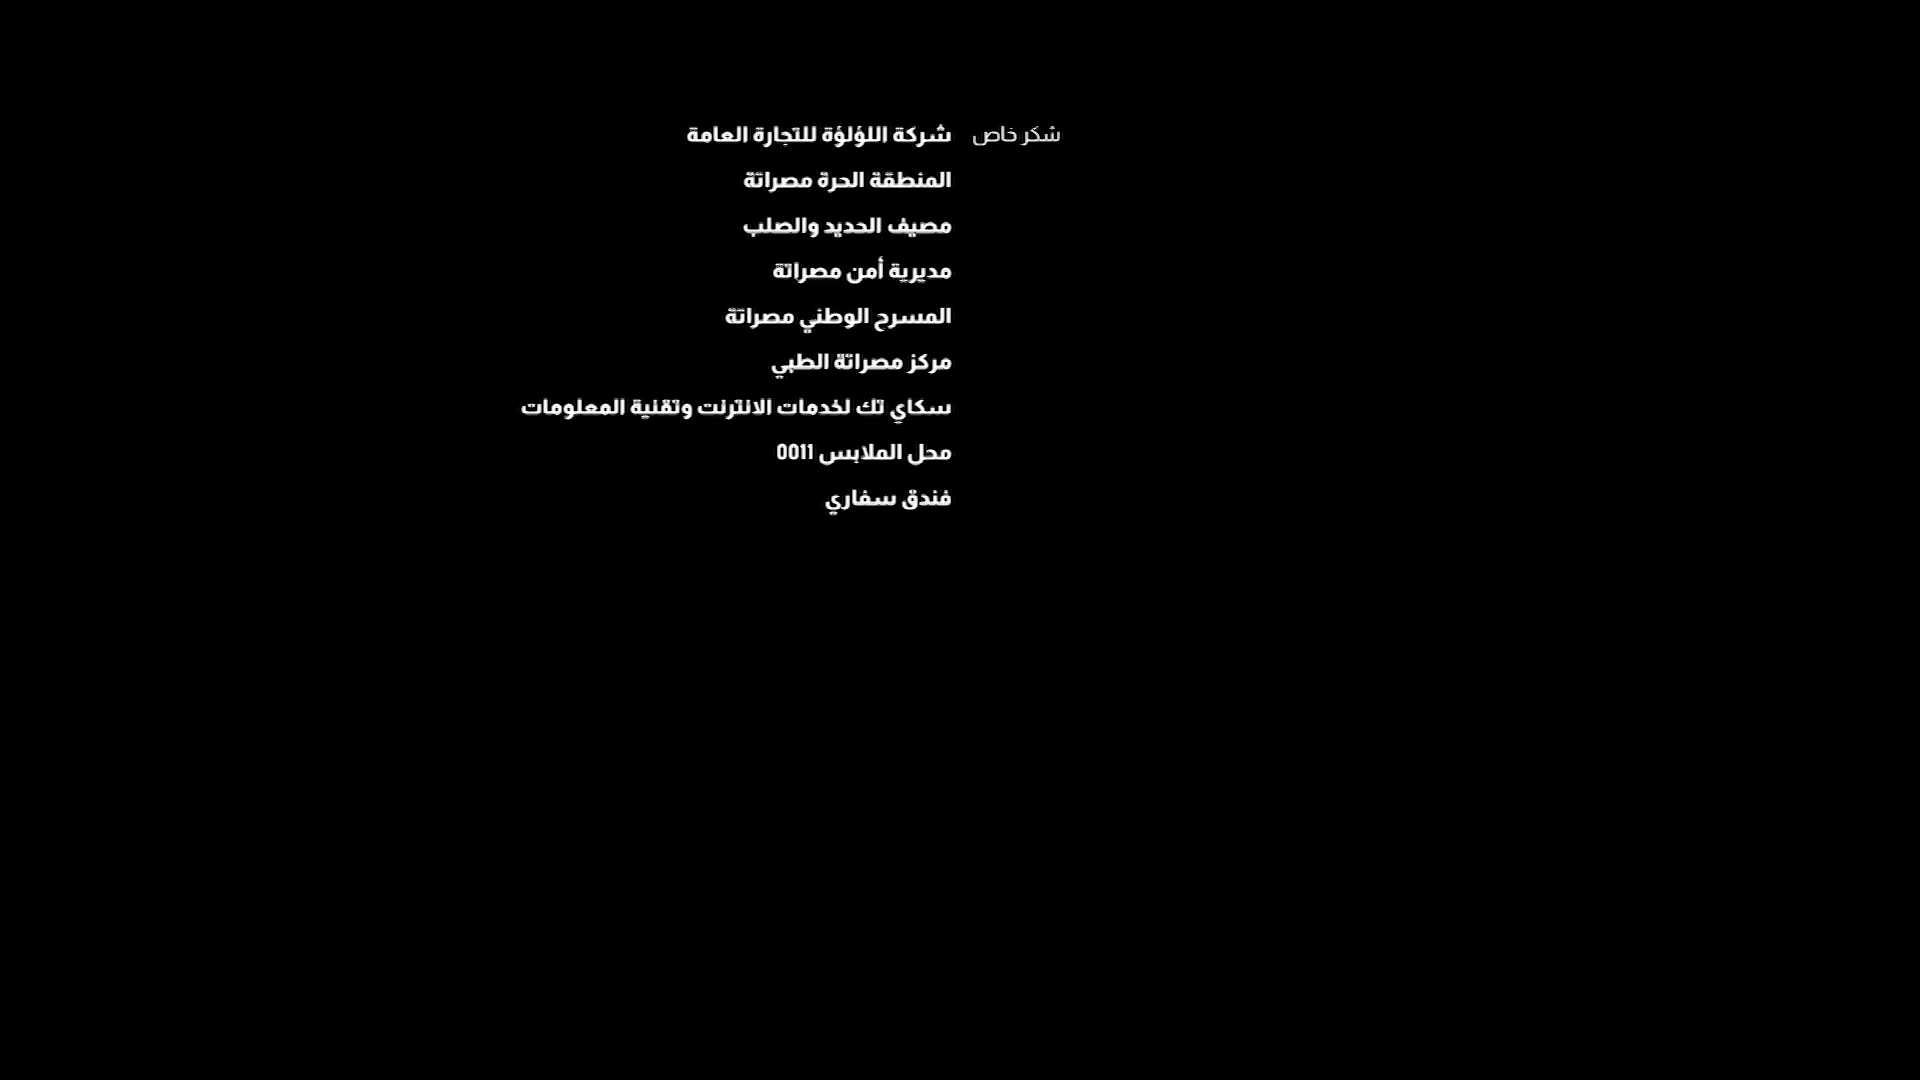 شكر خاص شركة اللؤلؤة للتجارة العامة
المنطقة الحرة مصراتة
مصيف الحديد والصلب
مديرية أمن مصراتة
المسرح الوطني مصراتة
مركز مصراتة الطبي
سكاي تك لخدمات الانترنت وتقنية المعلومات
محل الملابس 0011
فندق سفاري